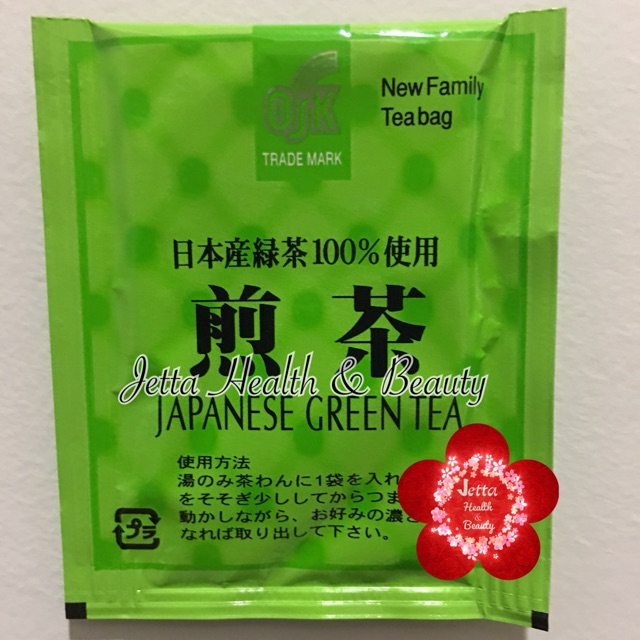 OSK
TRADE MARK
New Family
Teabag
日本産緑茶100%使用
煎茶
Jetta Health & Beauty
JAPANESE GREEN TEA
使用方法
湯のみ茶わんに1袋を入れ
をそそぎ少ししてからつま
動かしながら、お好みの濃
なれば取り出して下さい。
プラ
Jetta
Health
&
Beauty